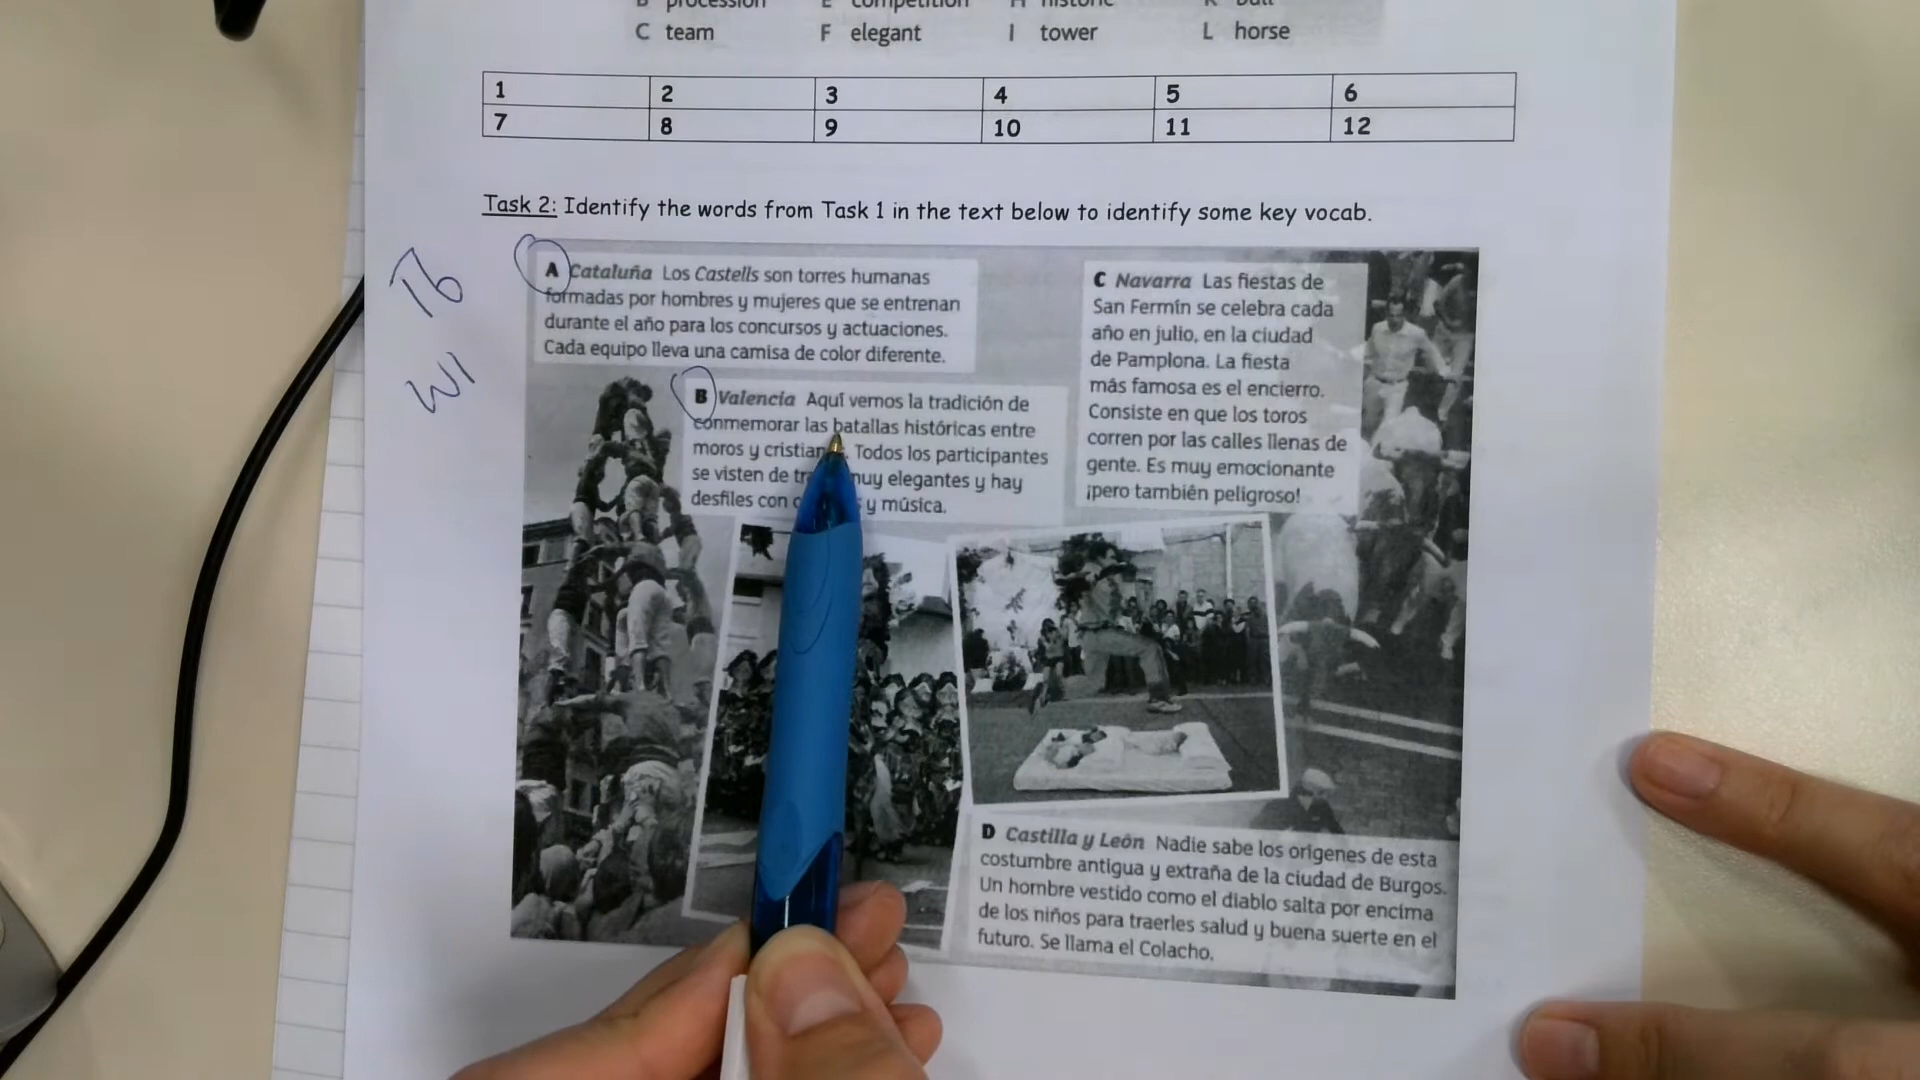 B procession E competition H historic K bull
C team F elegant I tower L horse
1 2 3 4 5 6
7 8 9 10 11 12
Task 2: Identify the words from Task 1 in the text below to identify some key vocab.
T6
W1
A Cataluña Los Castells son torres humanas
formadas por hombres y mujeres que se entrenan
durante el año para los concursos y actuaciones.
Cada equipo lleva una camisa de color diferente.
B Valencia Aquí vemos la tradición de
conmemorar las batallas históricas entre
moros y cristian . Todos los participantes
se visten de tra muy elegantes y hay
desfiles con y música.
C Navarra Las fiestas de
San Fermín se celebra cada
año en julio, en la ciudad
de Pamplona. La fiesta
más famosa es el encierro.
Consiste en que los toros
corren por las calles llenas de
gente. Es muy emocionante
¡pero también peligroso!
D Castilla y León Nadie sabe los orígenes de esta
costumbre antigua y extraña de la ciudad de Burgos.
Un hombre vestido como el diablo salta por encima
de los niños para traerles salud y buena suerte en el
futuro. Se llama el Colacho.